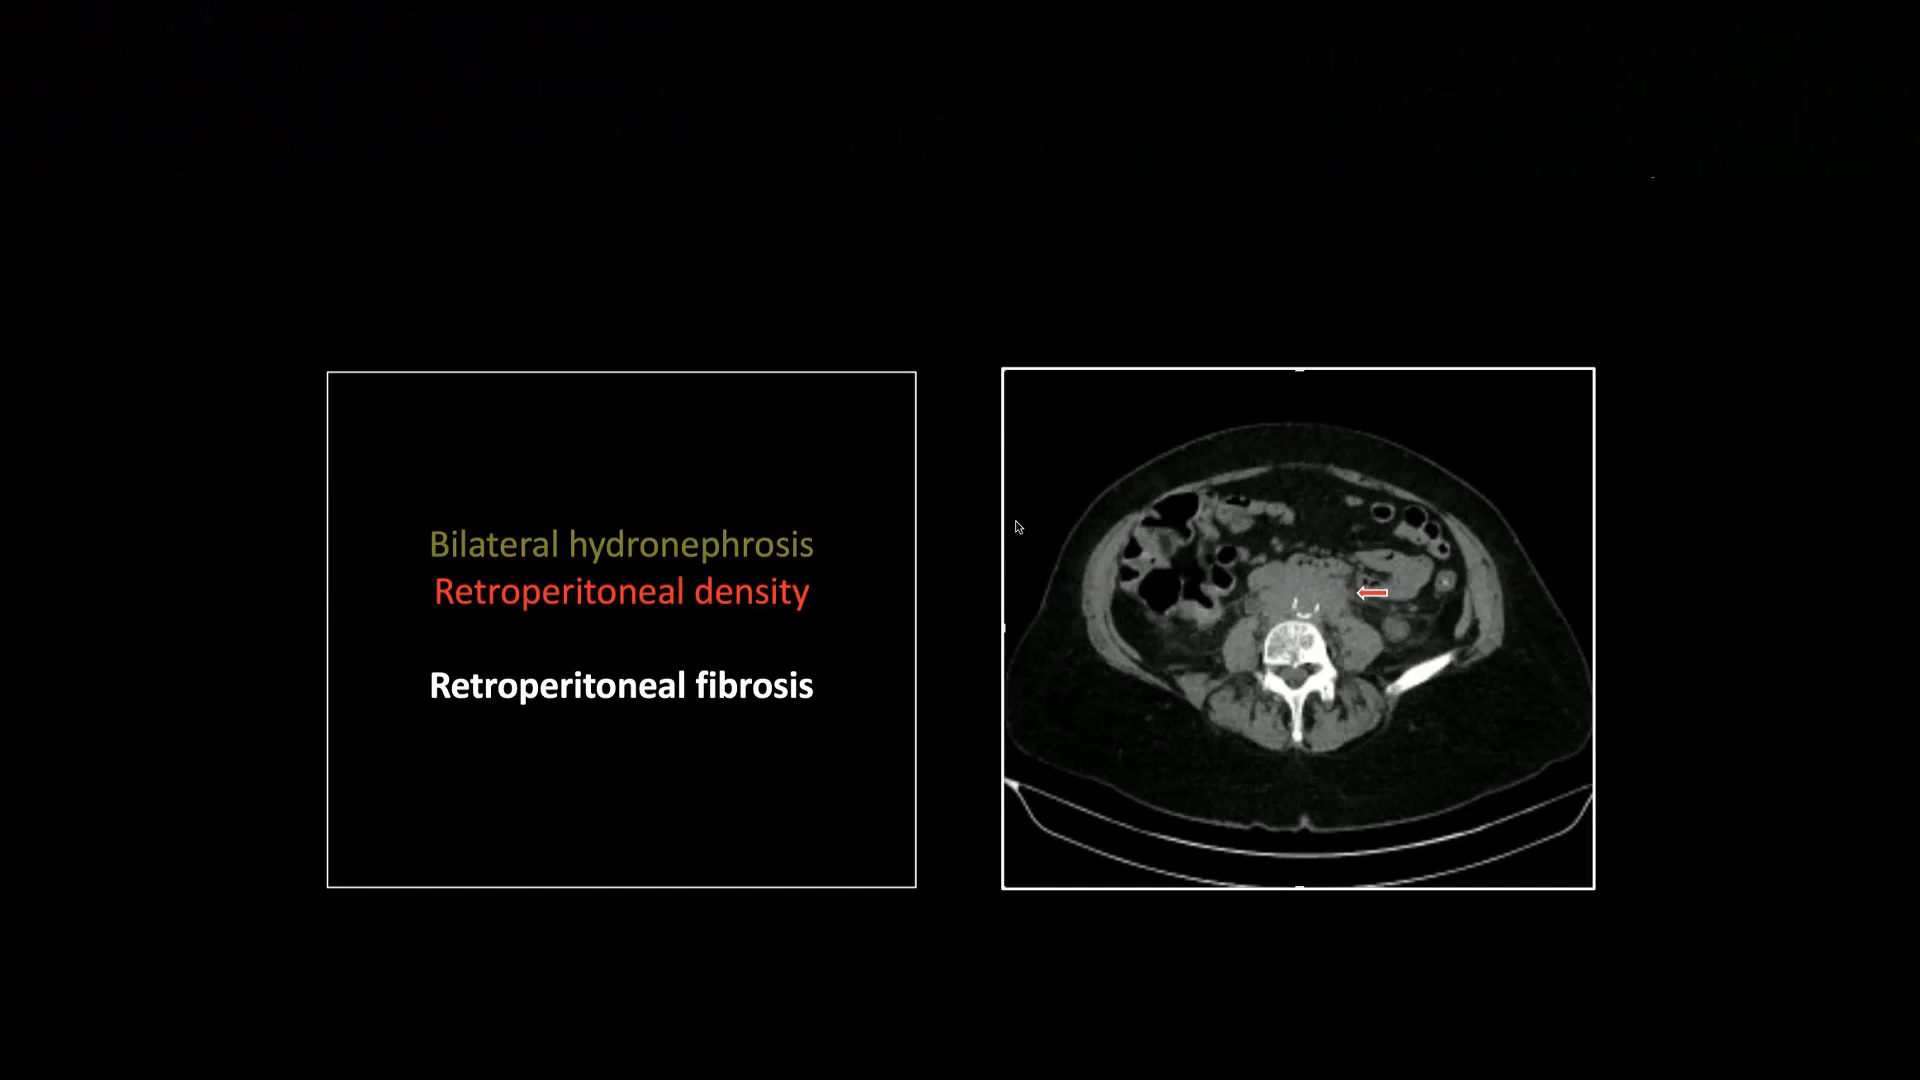 Bilateral hydronephrosis
Retroperitoneal density
Retroperitoneal fibrosis